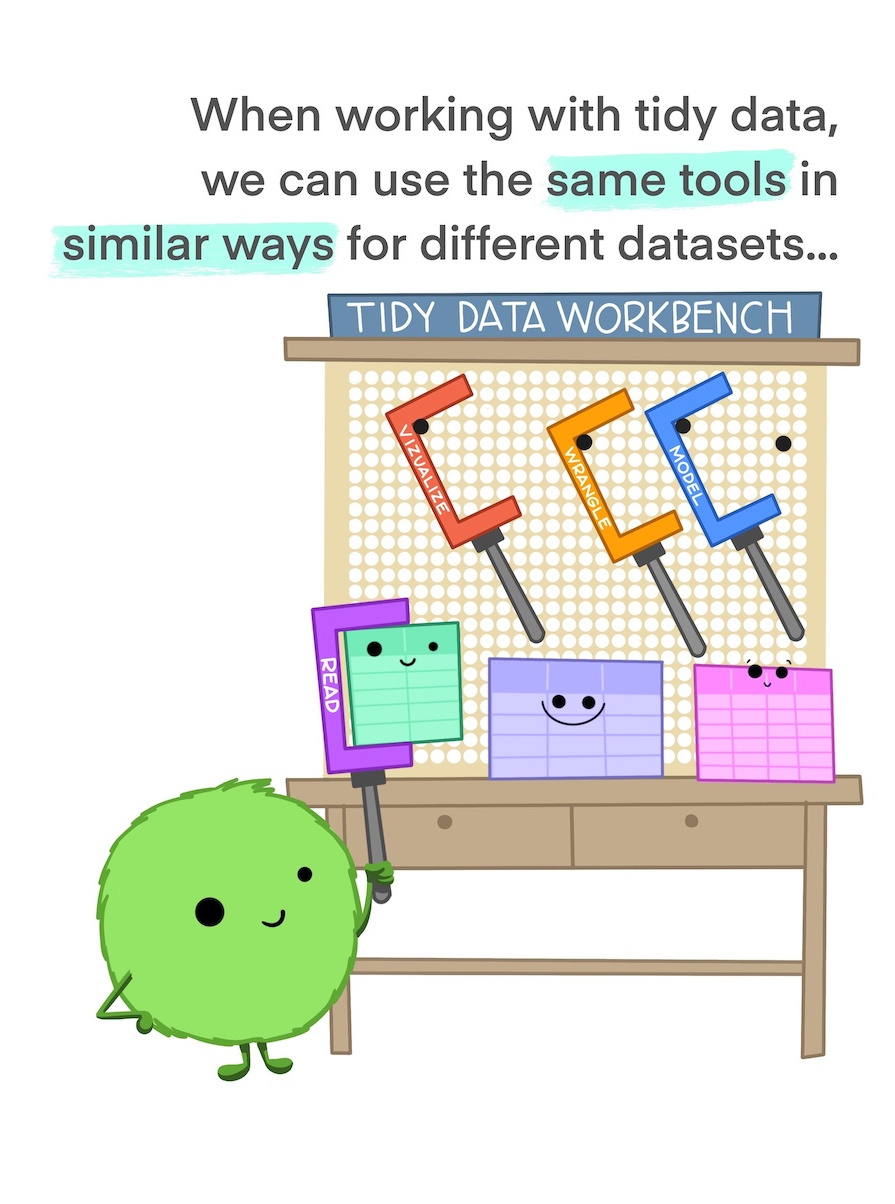 When working with tidy data,
we can use the same tools in
similar ways for different datasets...
TIDY DATA WORKBENCH
VIZUALIZE
WRANGLE
MODEL
READ